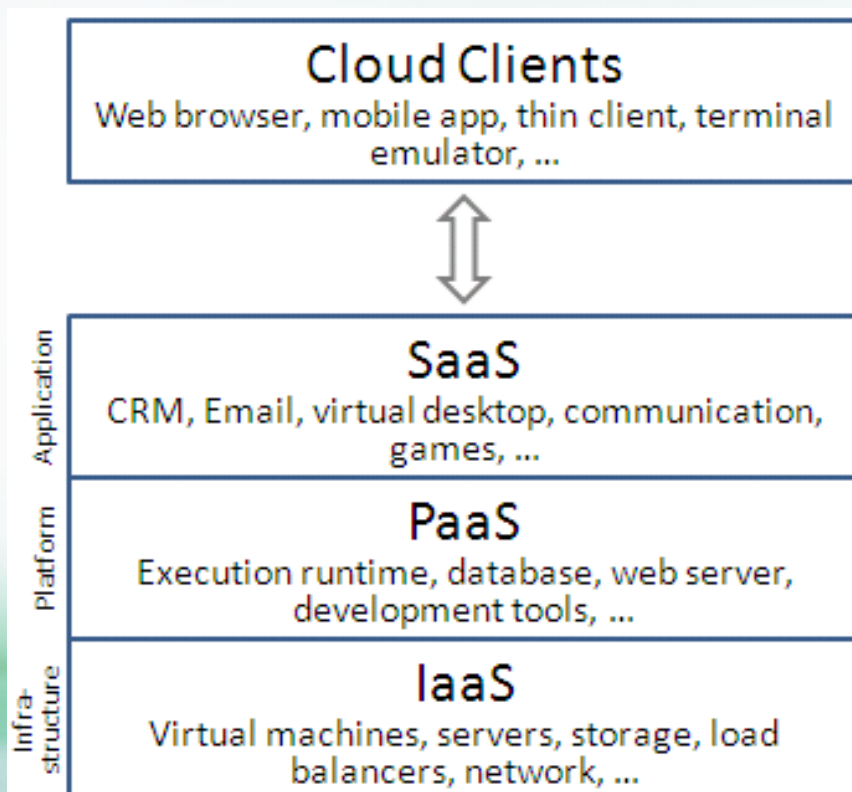 Cloud Clients
Web browser, mobile app, thin client, terminal
emulator, ...
Application
SaaS
CRM, Email, virtual desktop, communication,
games, ...
Platform
PaaS
Execution runtime, database, web server,
development tools, ...
Infra-
structure
IaaS
Virtual machines, servers, storage, load
balancers, network, ...